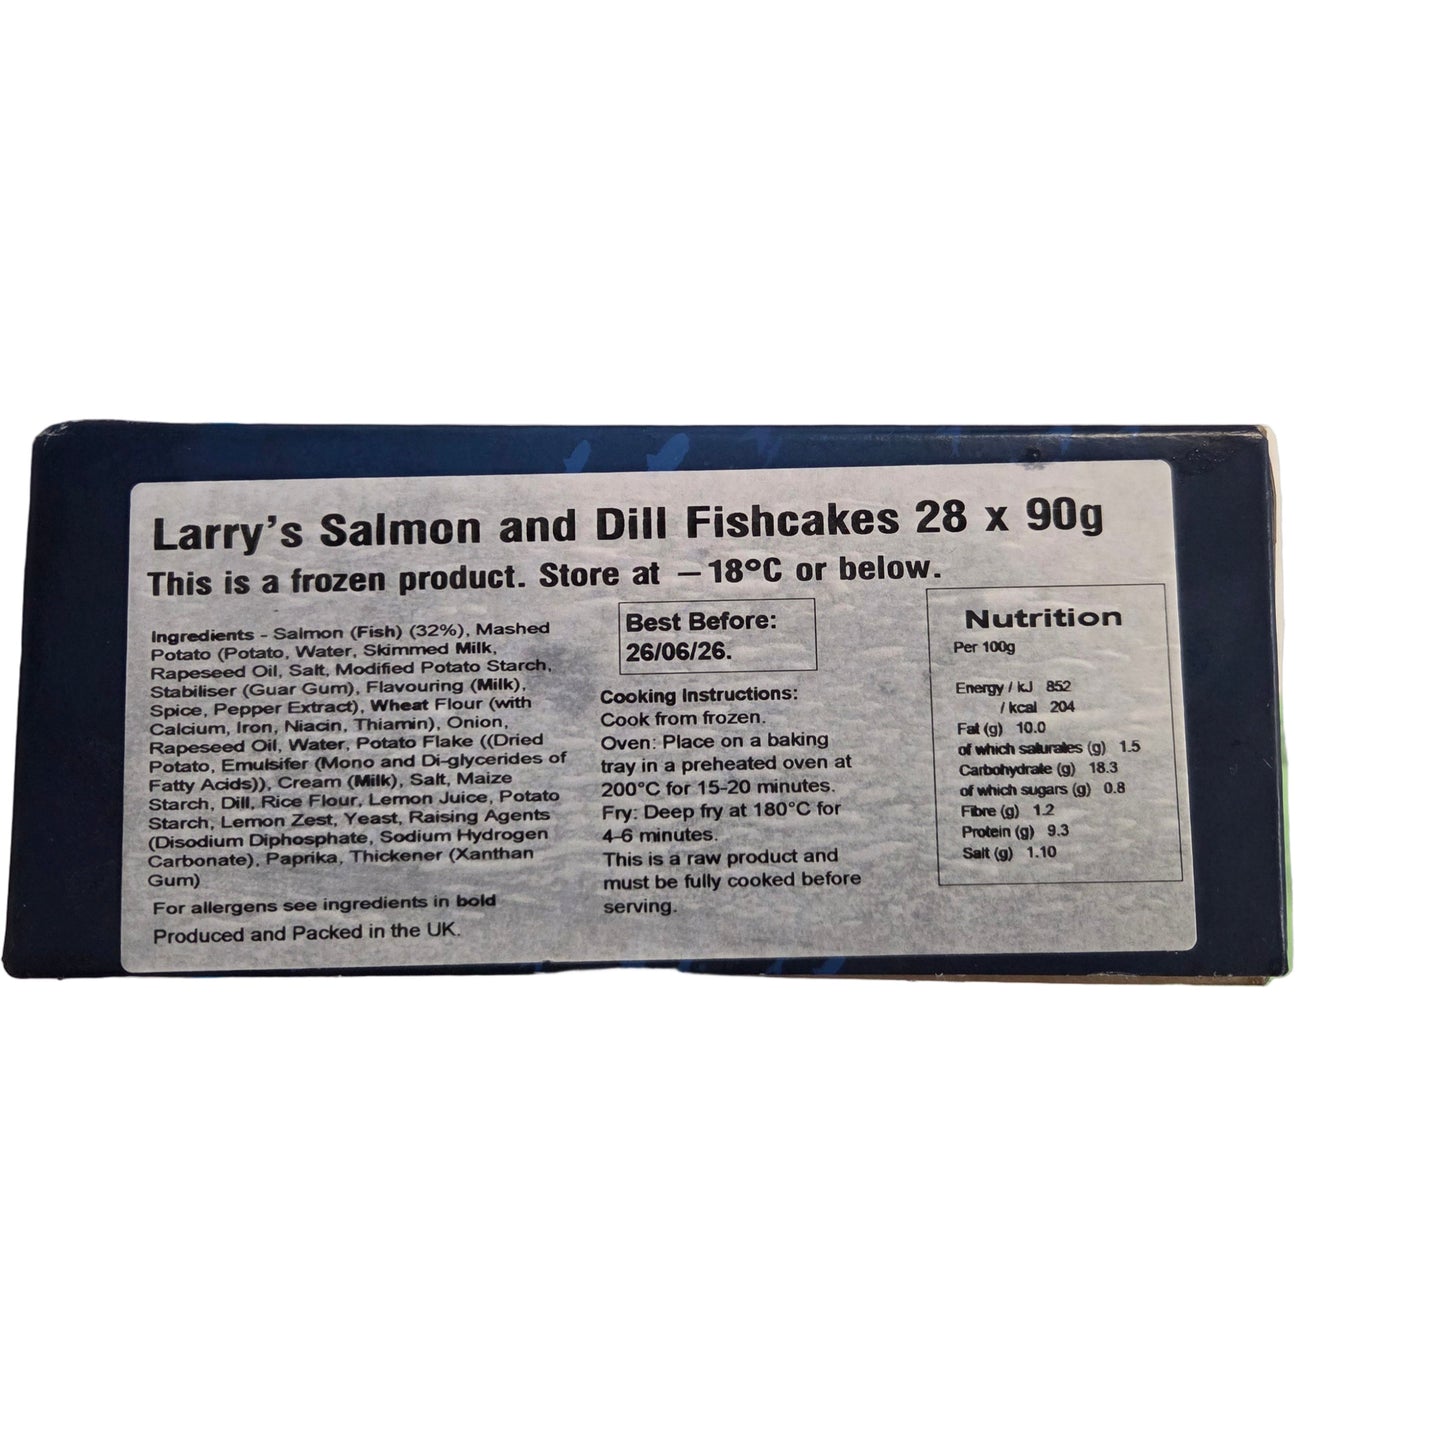 Larry's Salmon and Dill Fishcakes 28 x 90g
This is a frozen product. Store at –18°C or below.
Ingredients - Salmon (Fish) (32%), Mashed
Potato (Potato, Water, Skimmed Milk,
Rapeseed Oil, Salt, Modified Potato Starch,
Stabiliser (Guar Gum), Flavouring (Milk),
Spice, Pepper Extract), Wheat Flour (with
Calcium, Iron, Niacin, Thiamin), Onion,
Rapeseed Oil, Water, Potato Flake ((Dried
Potato, Emulsifer (Mono and Di-glycerides of
Fatty Acids)), Cream (Milk), Salt, Maize
Starch, Dill, Rice Flour, Lemon Juice, Potato
Starch, Lemon Zest, Yeast, Raising Agents
(Disodium Diphosphate, Sodium Hydrogen
Carbonate), Paprika, Thickener (Xanthan
Gum)
For allergens see ingredients in bold
Produced and Packed in the UK.
Best Before:
26/06/26.
Cooking Instructions:
Cook from frozen.
Oven: Place on a baking
tray in a preheated oven at
200°C for 15-20 minutes.
Fry: Deep fry at 180°C for
4-6 minutes.
This is a raw product and
must be fully cooked before
serving.
Nutrition
Per 100g
Energy / kJ 852
/ kcal 204
Fat (g) 10.0
of which saturates (g) 1.5
Carbohydrate (g) 18.3
of which sugars (g) 0.8
Fibre (g) 1.2
Protein (g) 9.3
Salt (g) 1.10